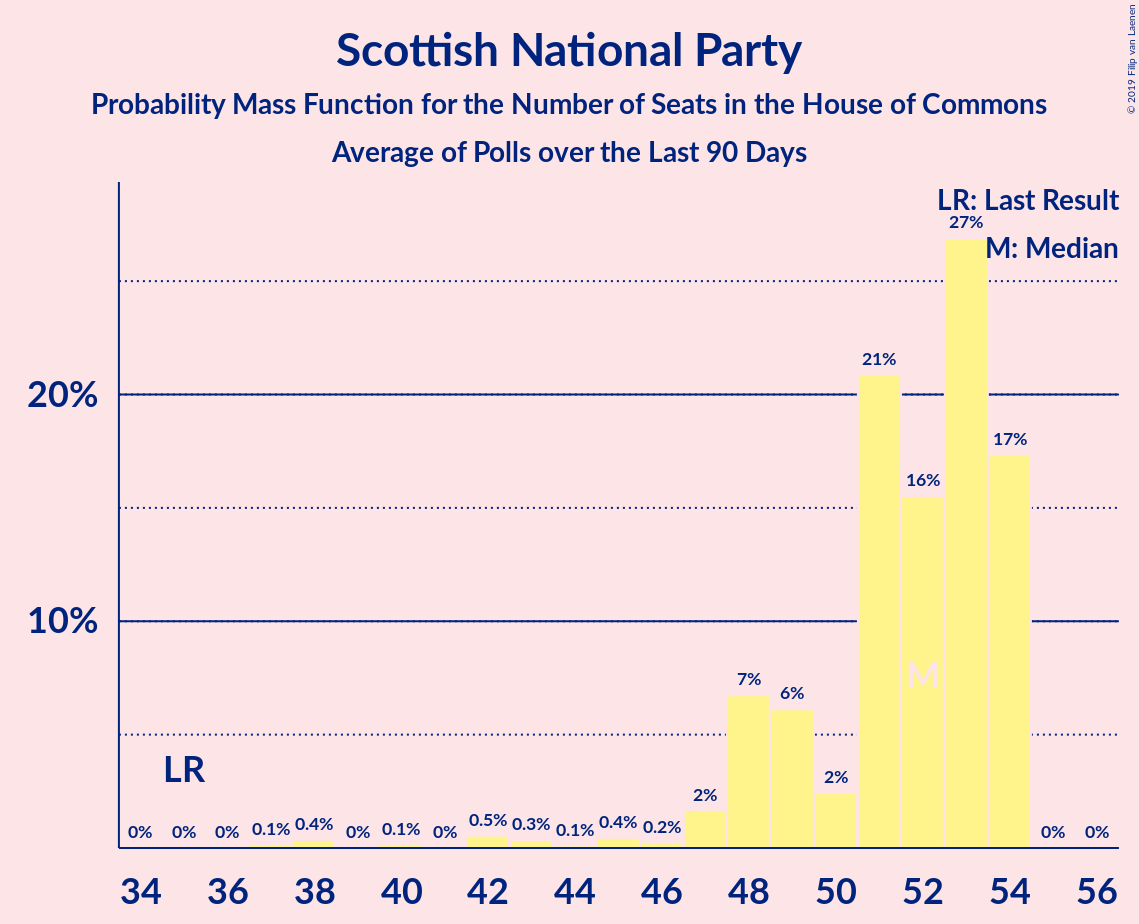 Scottish National Party
Probability Mass Function for the Number of Seats in the House of Commons
Average of Polls over the Last 90 Days
© 2019 Filip van Laenen
LR: Last Result
M: Median
20%
10%
0% 0% 0% 0.1% 0.4% 0% 0.1% 0% 0.5% 0.3% 0.1% 0.4% 0.2% 2% 7% 6% 2% 21% 16% 27% 17% 0% 0%
LR
M
34 36 38 40 42 44 46 48 50 52 54 56